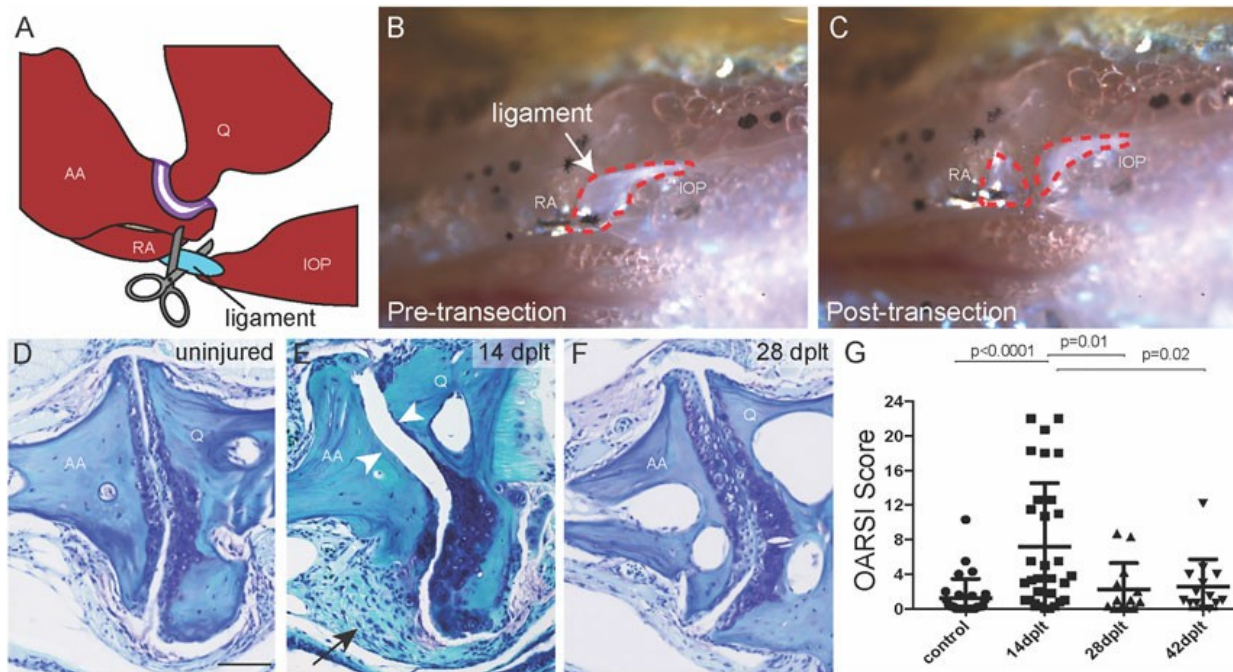 A
Q
AA
RA
IOP
ligament
B
ligament
RA
IOP
Pre-transection
C
RA
IOP
Post-transection
D
uninjured
AA
Q
E
14 dplt
Q
AA
F
28 dplt
Q
AA
G
p<0.0001
p=0.01
p=0.02
OARSI Score
24
20
16
12
8
4
0
control
14dplt
28dplt
42dplt